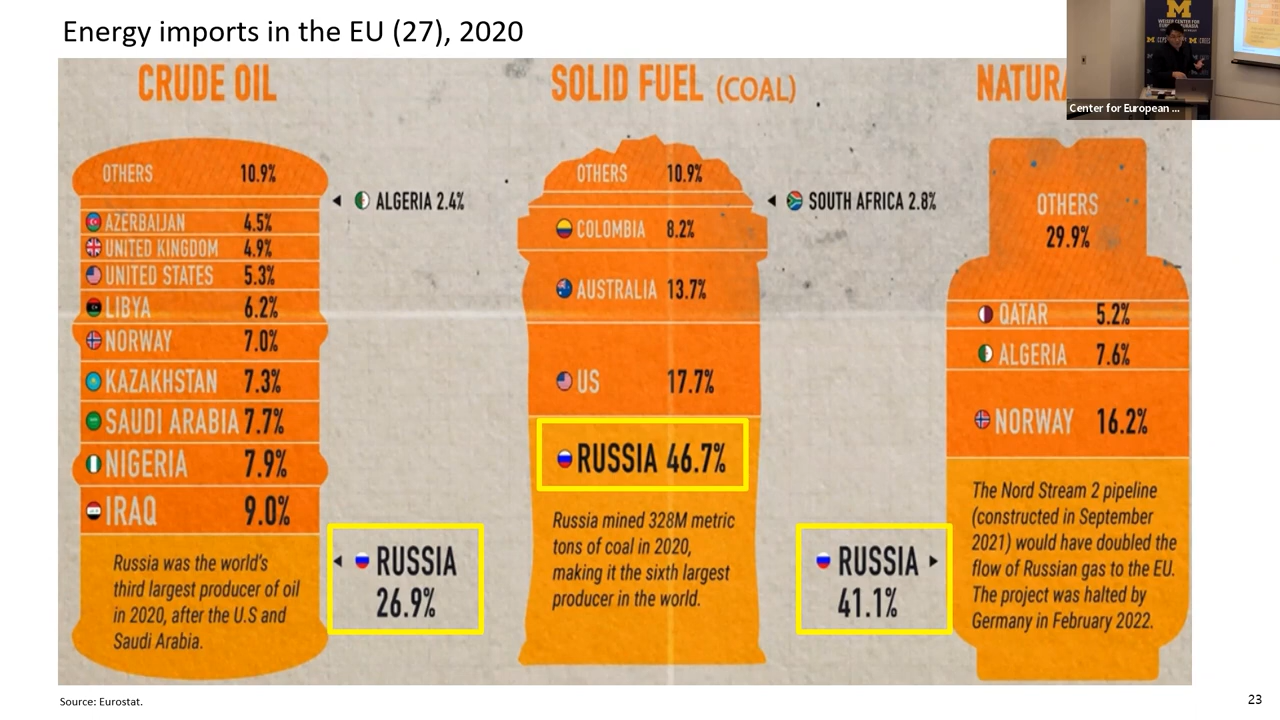 Energy imports in the EU (27), 2020
CRUDE OIL
OTHERS 10.9%
ALGERIA 2.4%
AZERBAIJAN 4.5%
UNITED KINGDOM 4.9%
UNITED STATES 5.3%
LIBYA 6.2%
NORWAY 7.0%
KAZAKHSTAN 7.3%
SAUDI ARABIA 7.7%
NIGERIA 7.9%
IRAQ 9.0%
RUSSIA
26.9%
Russia was the world's
third largest producer of oil
in 2020, after the U.S and
Saudi Arabia.
SOLID FUEL (COAL)
OTHERS 10.9%
SOUTH AFRICA 2.8%
COLOMBIA 8.2%
AUSTRALIA 13.7%
US 17.7%
RUSSIA 46.7%
Russia mined 328M metric
tons of coal in 2020,
making it the sixth largest
producer in the world.
NATURA
OTHERS
29.9%
QATAR 5.2%
ALGERIA 7.6%
NORWAY 16.2%
RUSSIA
41.1%
The Nord Stream 2 pipeline
(constructed in September
2021) would have doubled the
flow of Russian gas to the EU.
The project was halted by
Germany in February 2022.
M
WEISER CENTER FOR
Center for European ...
Source: Eurostat.
23